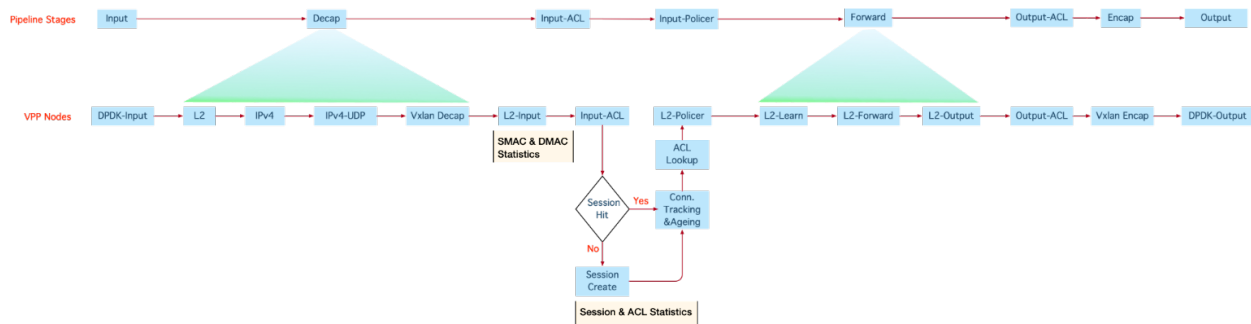 Pipeline Stages
Input
Decap
Input-ACL
Input-Policer
Forward
Output-ACL
Encap
Output
VPP Nodes
DPDK-Input
L2
IPv4
IPv4-UDP
Vxlan Decap
L2-Input
Input-ACL
L2-Policer
L2-Learn
L2-Forward
L2-Output
Output-ACL
Vxlan Encap
DPDK-Output
SMAC & DMAC
Statistics
ACL
Lookup
Session
Hit
Yes
Conn.
Tracking
&Ageing
No
Session
Create
Session & ACL Statistics